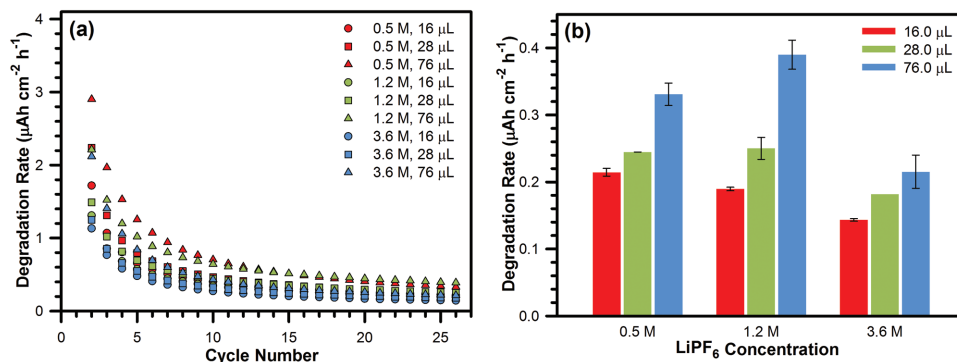 (a)
4
3
2
1
0
Degradation Rate (μAh cm⁻² h⁻¹)
0.5 M, 16 μL
0.5 M, 28 μL
0.5 M, 76 μL
1.2 M, 16 μL
1.2 M, 28 μL
1.2 M, 76 μL
3.6 M, 16 μL
3.6 M, 28 μL
3.6 M, 76 μL
0 5 10 15 20 25
Cycle Number
(b)
0.4
0.2
0.0
Degradation Rate (μAh cm⁻² h⁻¹)
16.0 μL
28.0 μL
76.0 μL
0.5 M 1.2 M 3.6 M
LiPF₆ Concentration